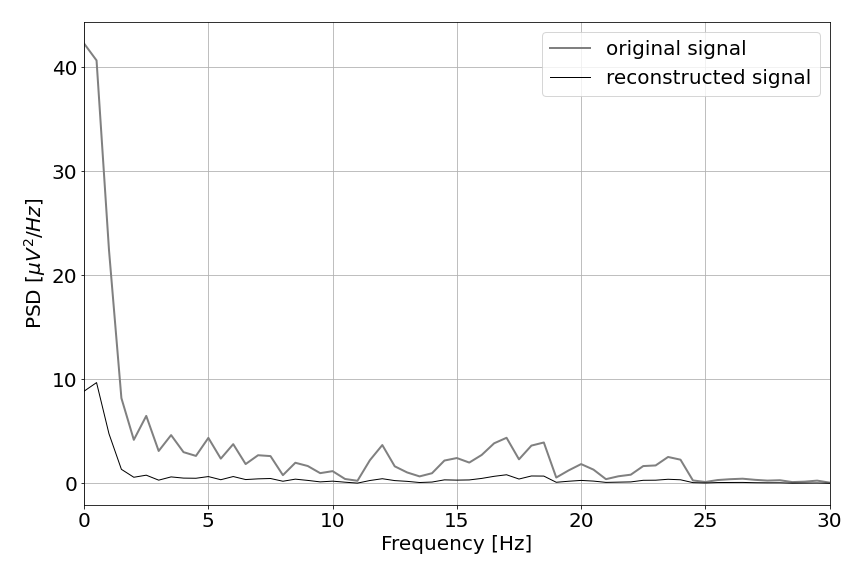 original signal
reconstructed signal
40
30
20
10
0
PSD [μV²/Hz]
0 5 10 15 20 25 30
Frequency [Hz]